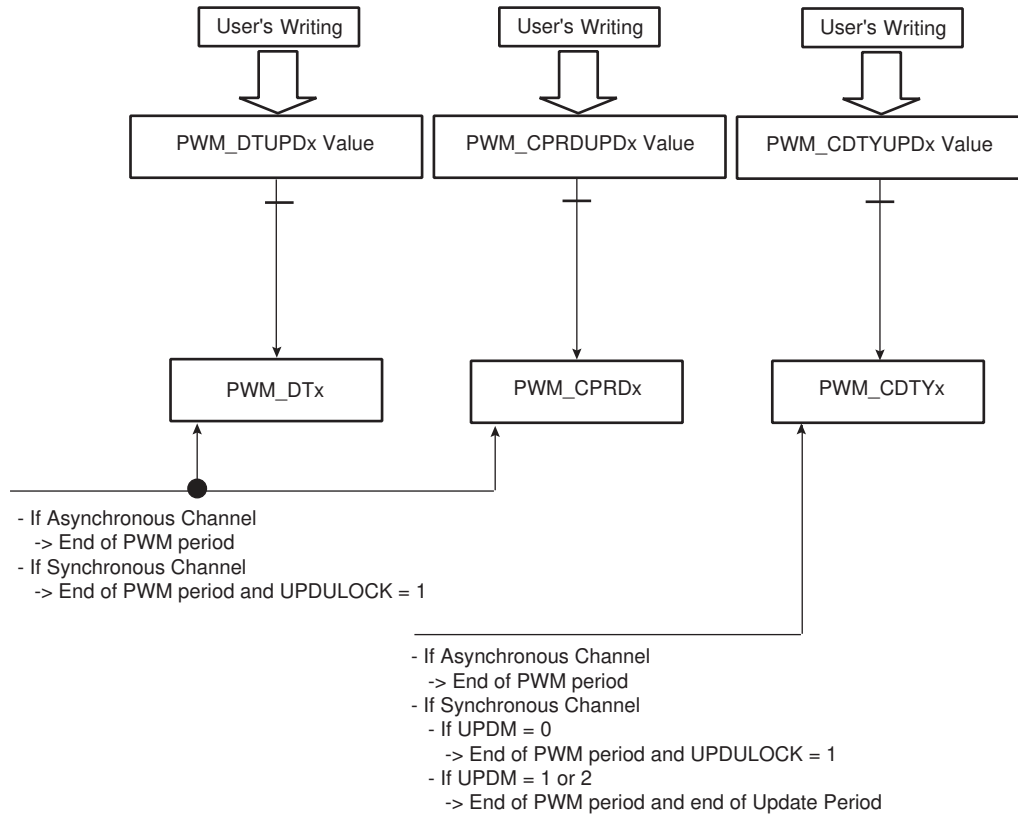 User's Writing
User's Writing
User's Writing
PWM_DTUPDx Value
PWM_CPRDUPDx Value
PWM_CDTYUPDx Value
PWM_DTx
PWM_CPRDx
PWM_CDTYx
- If Asynchronous Channel
-> End of PWM period
- If Synchronous Channel
-> End of PWM period and UPDULOCK = 1
- If Asynchronous Channel
-> End of PWM period
- If Synchronous Channel
- If UPDM = 0
-> End of PWM period and UPDULOCK = 1
- If UPDM = 1 or 2
-> End of PWM period and end of Update Period